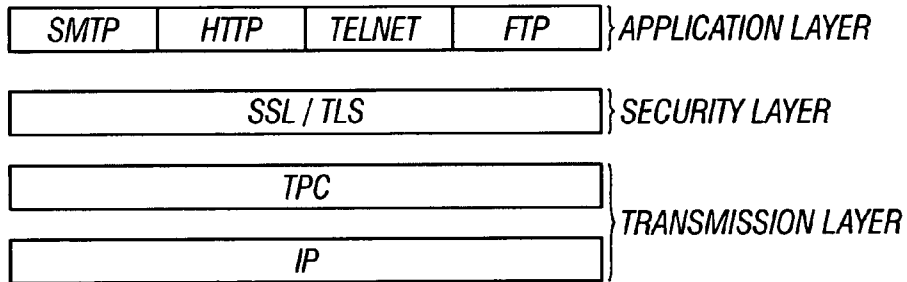 SMTP HTTP TELNET FTP APPLICATION LAYER
SSL / TLS SECURITY LAYER
TPC
TRANSMISSION LAYER
IP